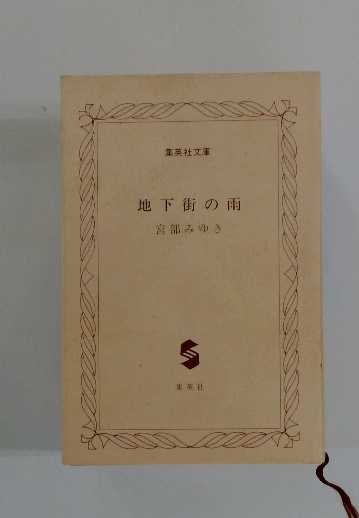 集英社文庫
地下街の雨
宮部みゆき
集英社